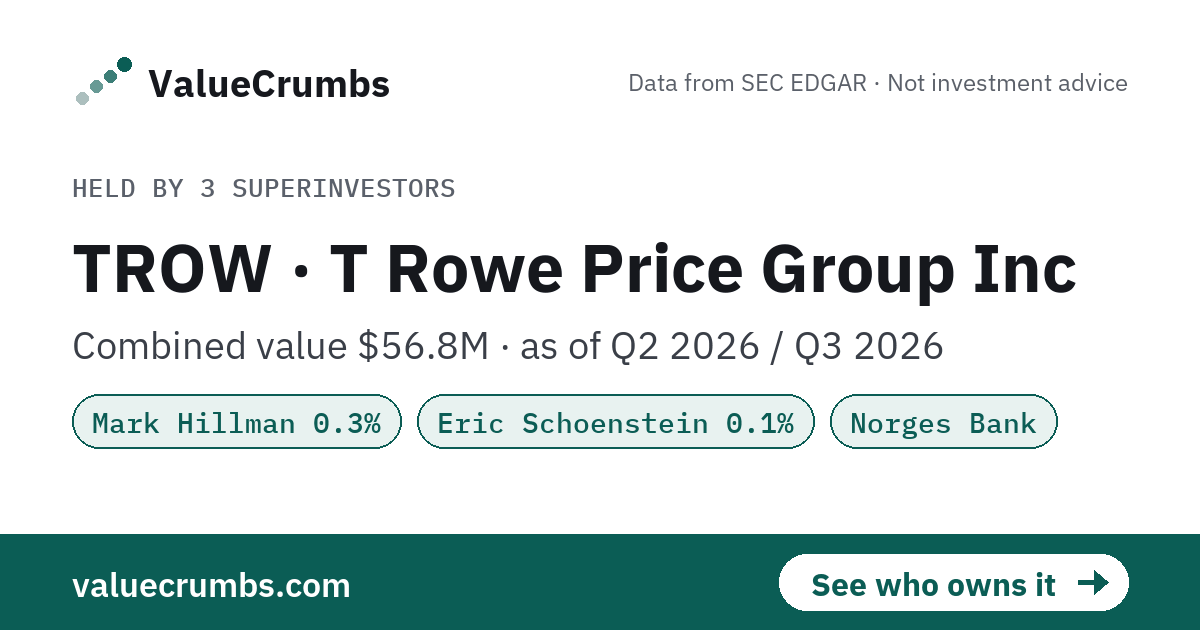 ValueCrumbs
Data from SEC EDGAR · Not investment advice
HELD BY 3 SUPERINVESTORS
TROW · T Rowe Price Group Inc
Combined value $56.8M · as of Q2 2026 / Q3 2026
Mark Hillman 0.3%
Eric Schoenstein 0.1%
Norges Bank
valuecrumbs.com
See who owns it →